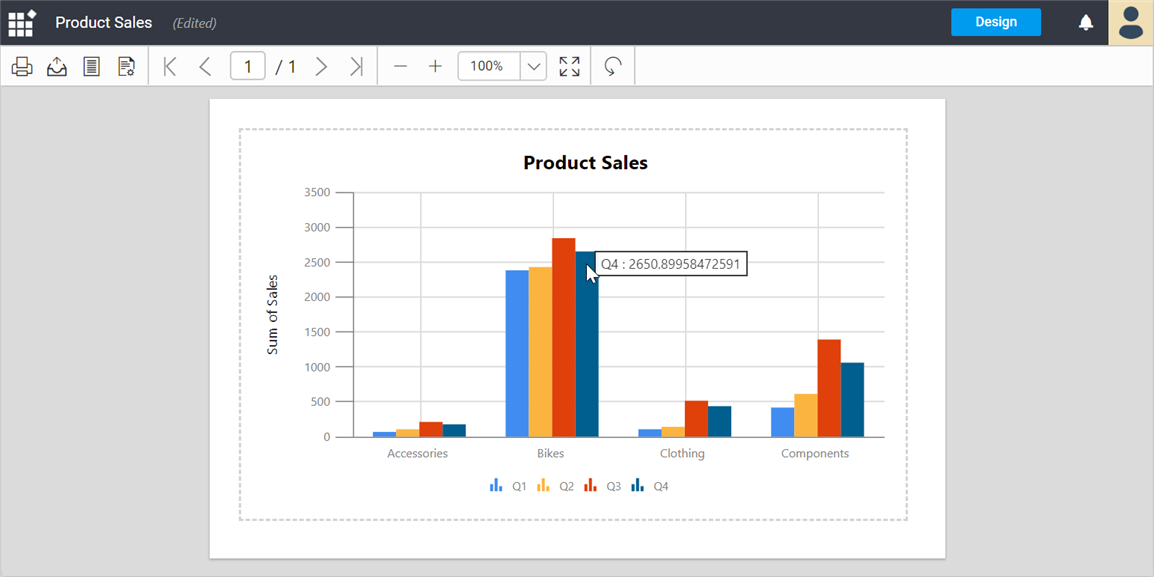 Product Sales (Edited) Design
1 / 1 100%
Product Sales
3500
3000
2500
2000
1500
1000
500
0
Sum of Sales
Q4 : 2650.89958472591
Accessories Bikes Clothing Components
Q1 Q2 Q3 Q4